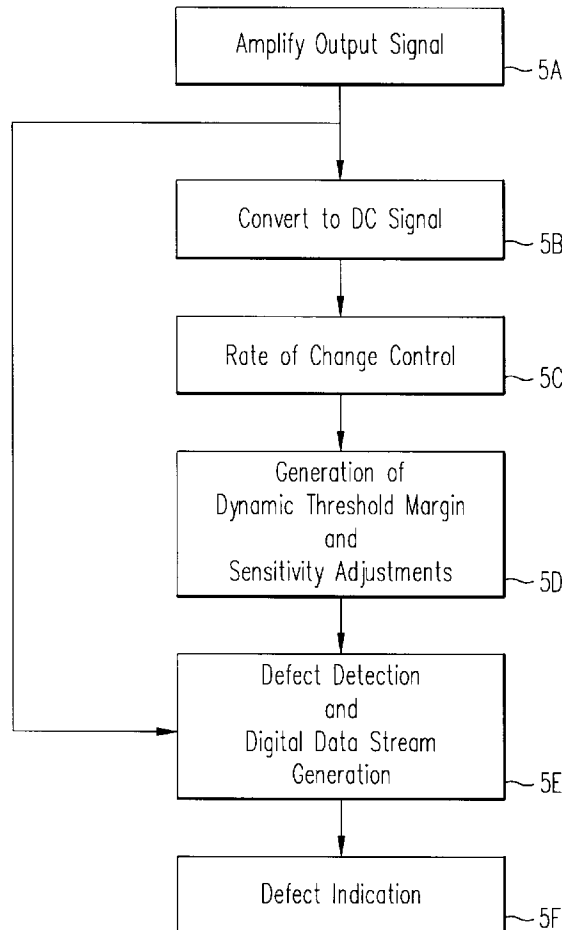 Amplify Output Signal
5A
Convert to DC Signal
5B
Rate of Change Control
5C
Generation of
Dynamic Threshold Margin
and
Sensitivity Adjustments
5D
Defect Detection
and
Digital Data Stream
Generation
5E
Defect Indication
5F